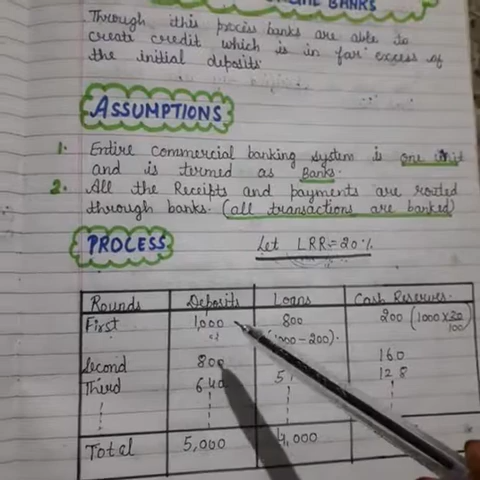 BANKS
Through this process banks are able to
create credit which is in far excess of
the initial deposits.
ASSUMPTIONS
1. Entire commercial banking system is one unit
and is termed as Banks.
2. All the Receipts and payments are routed
through banks. (all transactions are banked)
PROCESS
Let LRR = 20%
Rounds Deposits Loans Cash Reserves
First 1,000 800 200 (1000 × 20/100)
(1000 - 200).
Second 800 160
Third 640 5 128
Total 5,000 4,000